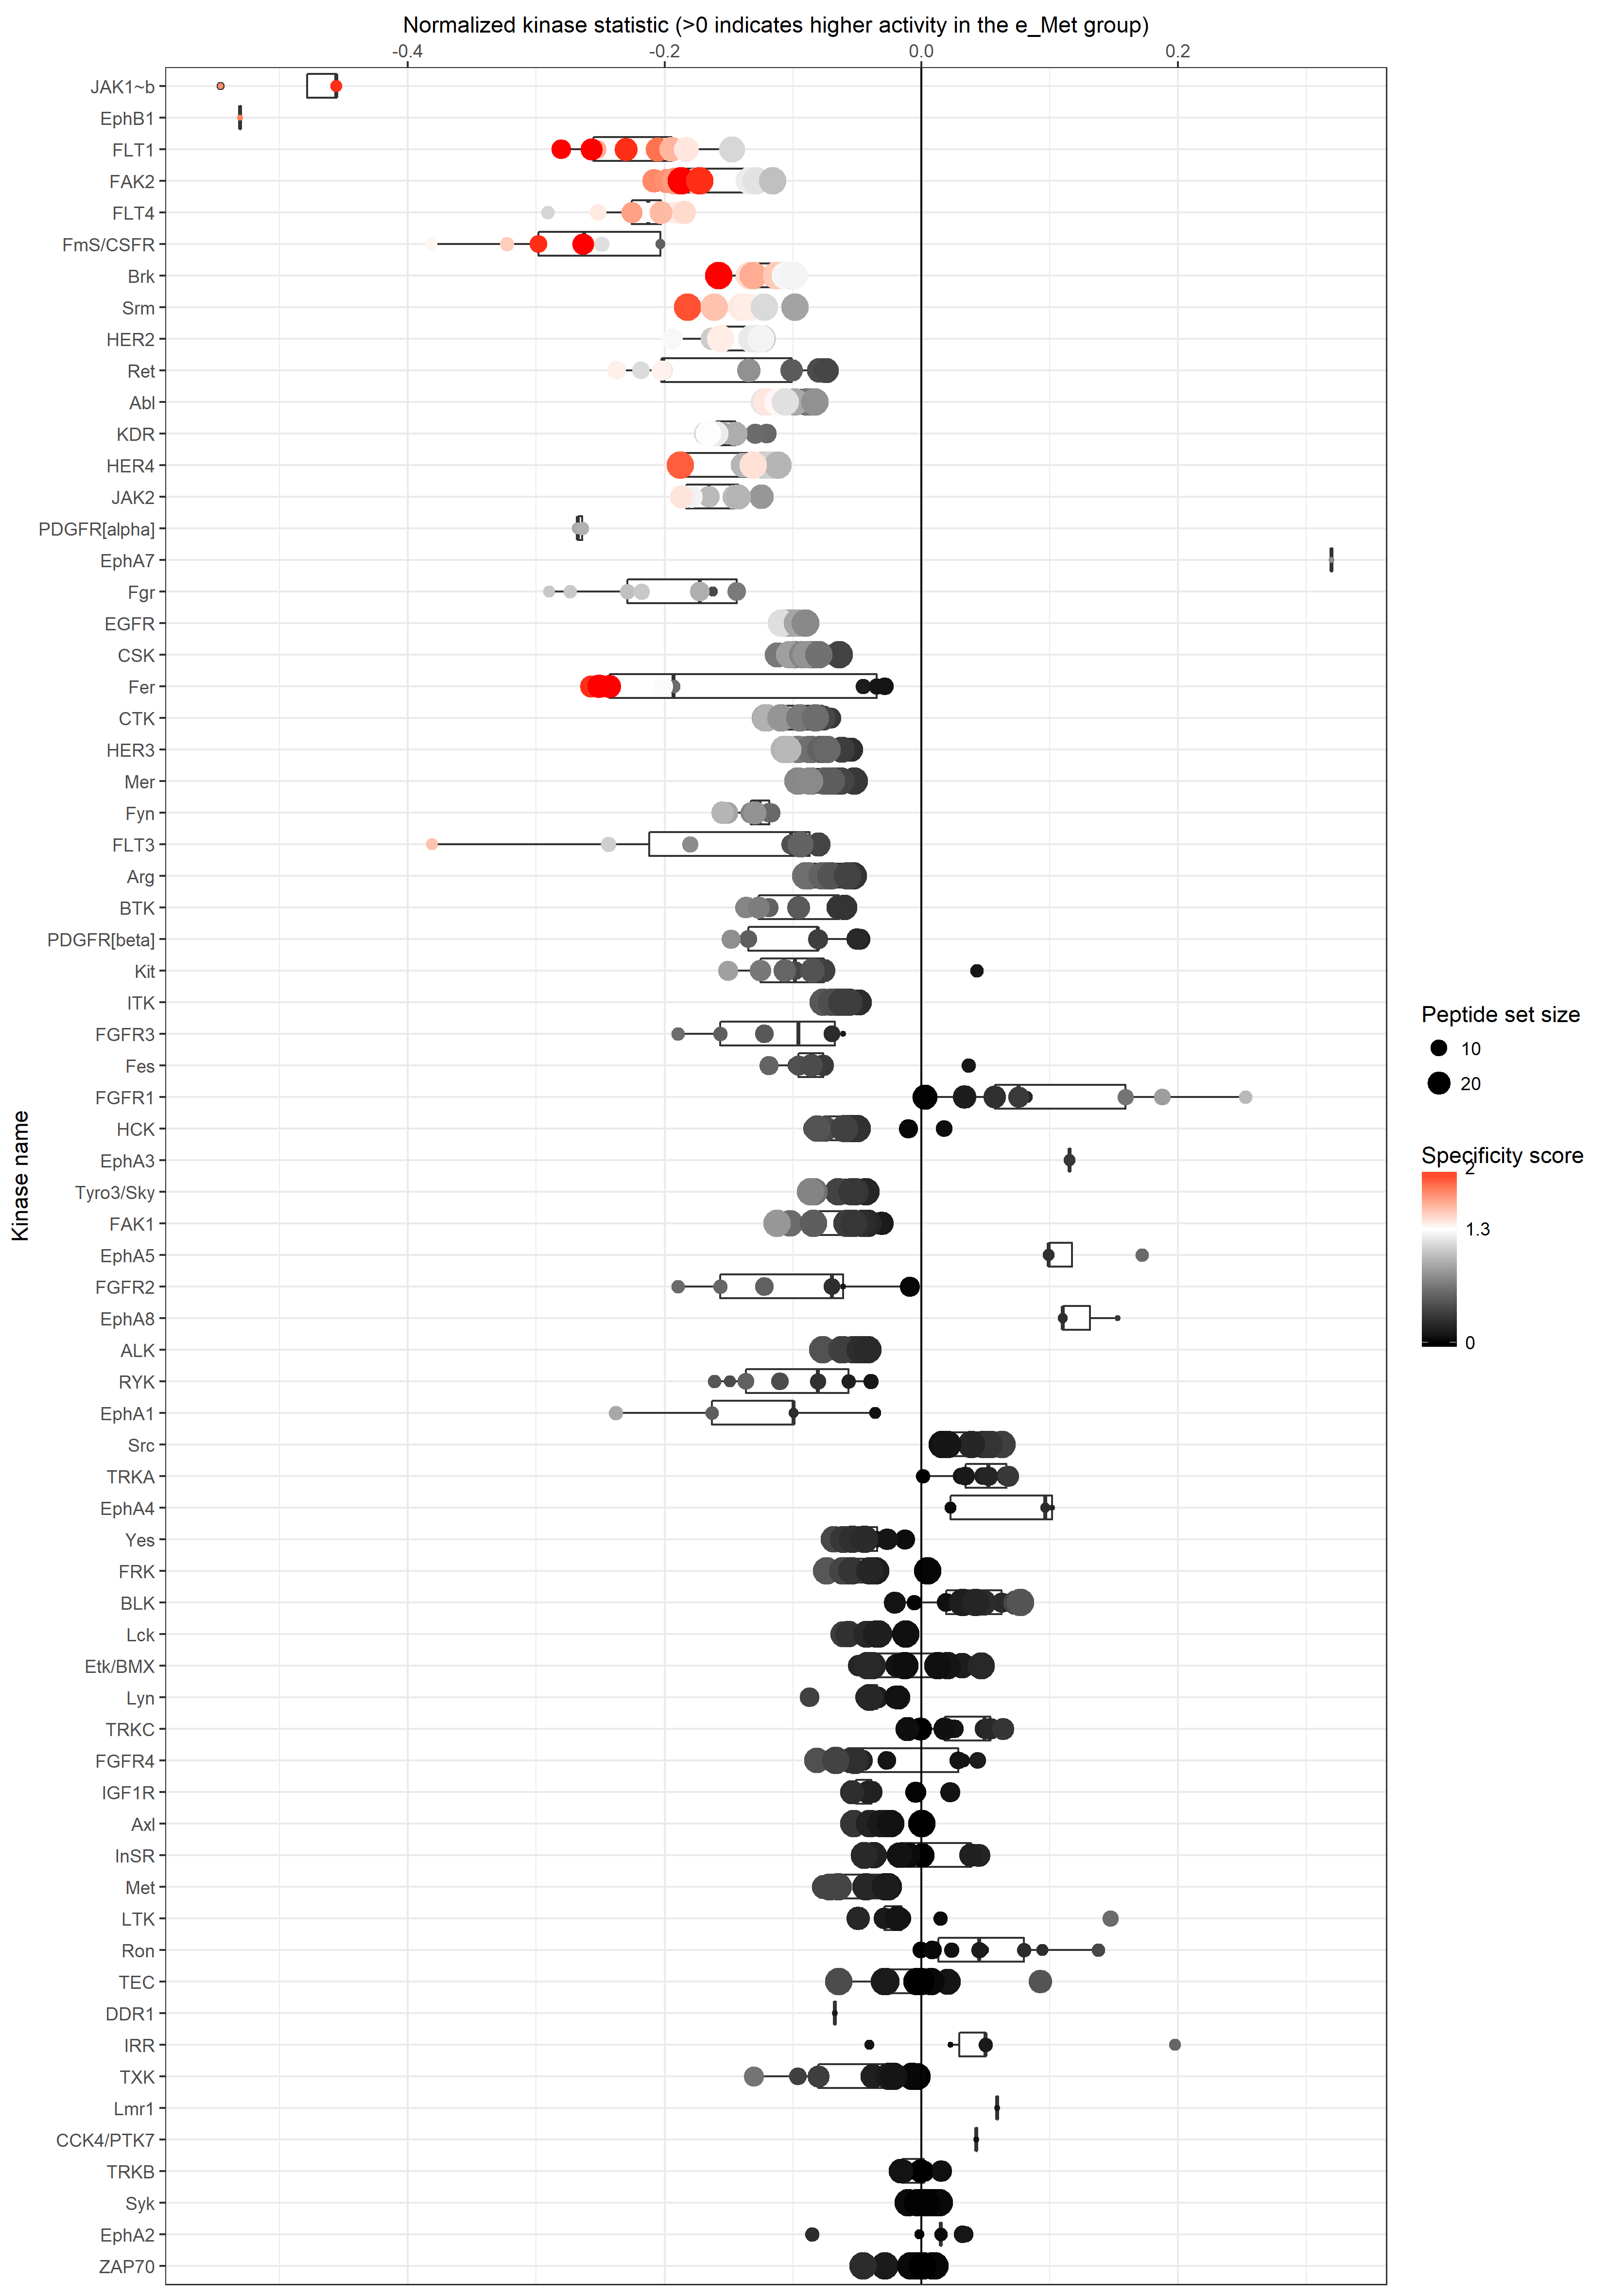 Normalized kinase statistic (>0 indicates higher activity in the e_Met group)
-0.4
-0.2
0.0
0.2
Kinase name
JAK1~b
EphB1
FLT1
FAK2
FLT4
FmS/CSFR
Brk
Srm
HER2
Ret
Abl
KDR
HER4
JAK2
PDGFR[alpha]
EphA7
Fgr
EGFR
CSK
Fer
CTK
HER3
Mer
Fyn
FLT3
Arg
BTK
PDGFR[beta]
Kit
ITK
FGFR3
Fes
FGFR1
HCK
EphA3
Tyro3/Sky
FAK1
EphA5
FGFR2
EphA8
ALK
RYK
EphA1
Src
TRKA
EphA4
Yes
FRK
BLK
Lck
Etk/BMX
Lyn
TRKC
FGFR4
IGF1R
Axl
InSR
Met
LTK
Ron
TEC
DDR1
IRR
TXK
Lmr1
CCK4/PTK7
TRKB
Syk
EphA2
ZAP70
Peptide set size
10
20
Specificity score
2
1.3
0